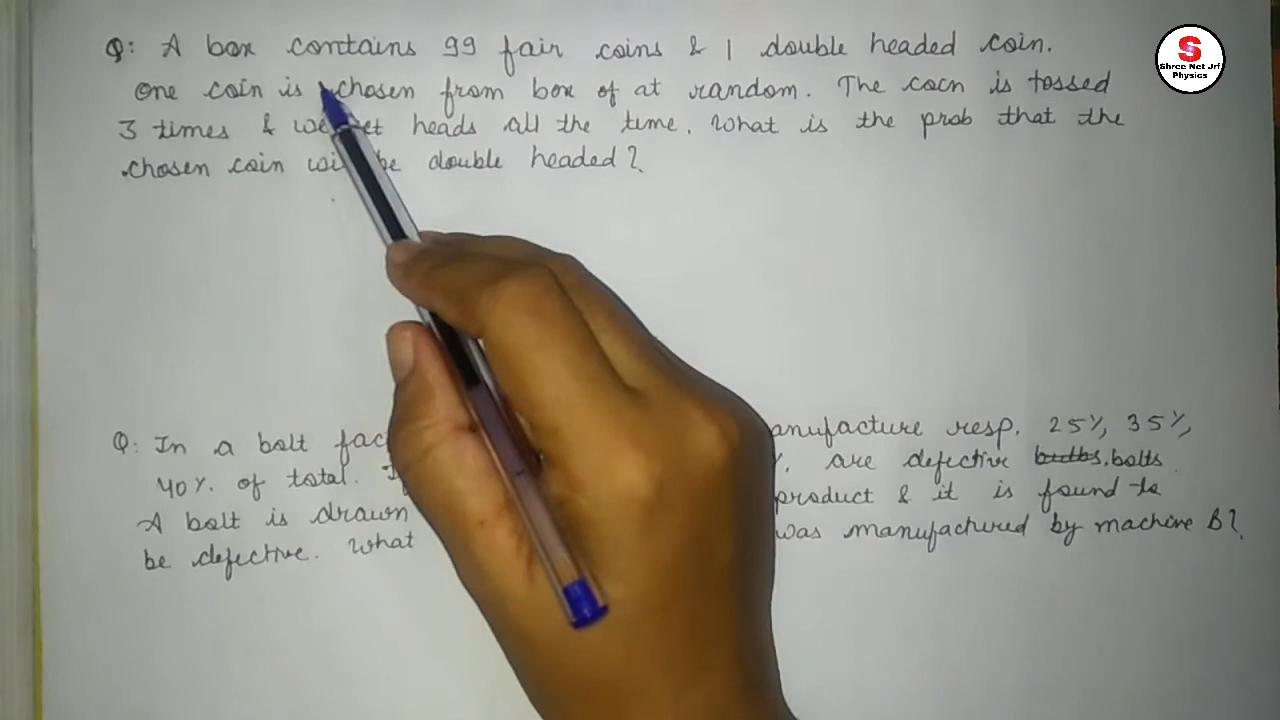 Q: A box contains 99 fair coins & 1 double headed coin.
One coin is chosen from box of at random. The coin is tossed
3 times & heads all the time. What is the prob that the
chosen coin be double headed?
Q: In a bolt anufacture resp. 25%, 35%,
40% of total. are defective bulbs, bolts
A bolt is drawn product & it is found to
be defective. What was manufactured by machine B?
S
Shree Net Jrf
Physics